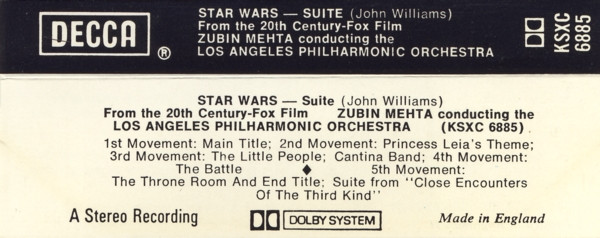 DECCA ®
STAR WARS — SUITE (John Williams)
From the 20th Century-Fox Film
ZUBIN MEHTA conducting the
LOS ANGELES PHILHARMONIC ORCHESTRA
KSXC
6885
STAR WARS — Suite (John Williams)
From the 20th Century-Fox Film ZUBIN MEHTA conducting the
LOS ANGELES PHILHARMONIC ORCHESTRA (KSXC 6885)
1st Movement: Main Title; 2nd Movement: Princess Leia's Theme;
3rd Movement: The Little People; Cantina Band; 4th Movement:
The Battle ♦ 5th Movement:
The Throne Room And End Title; Suite from "Close Encounters
Of The Third Kind"
A Stereo Recording DOLBY SYSTEM Made in England